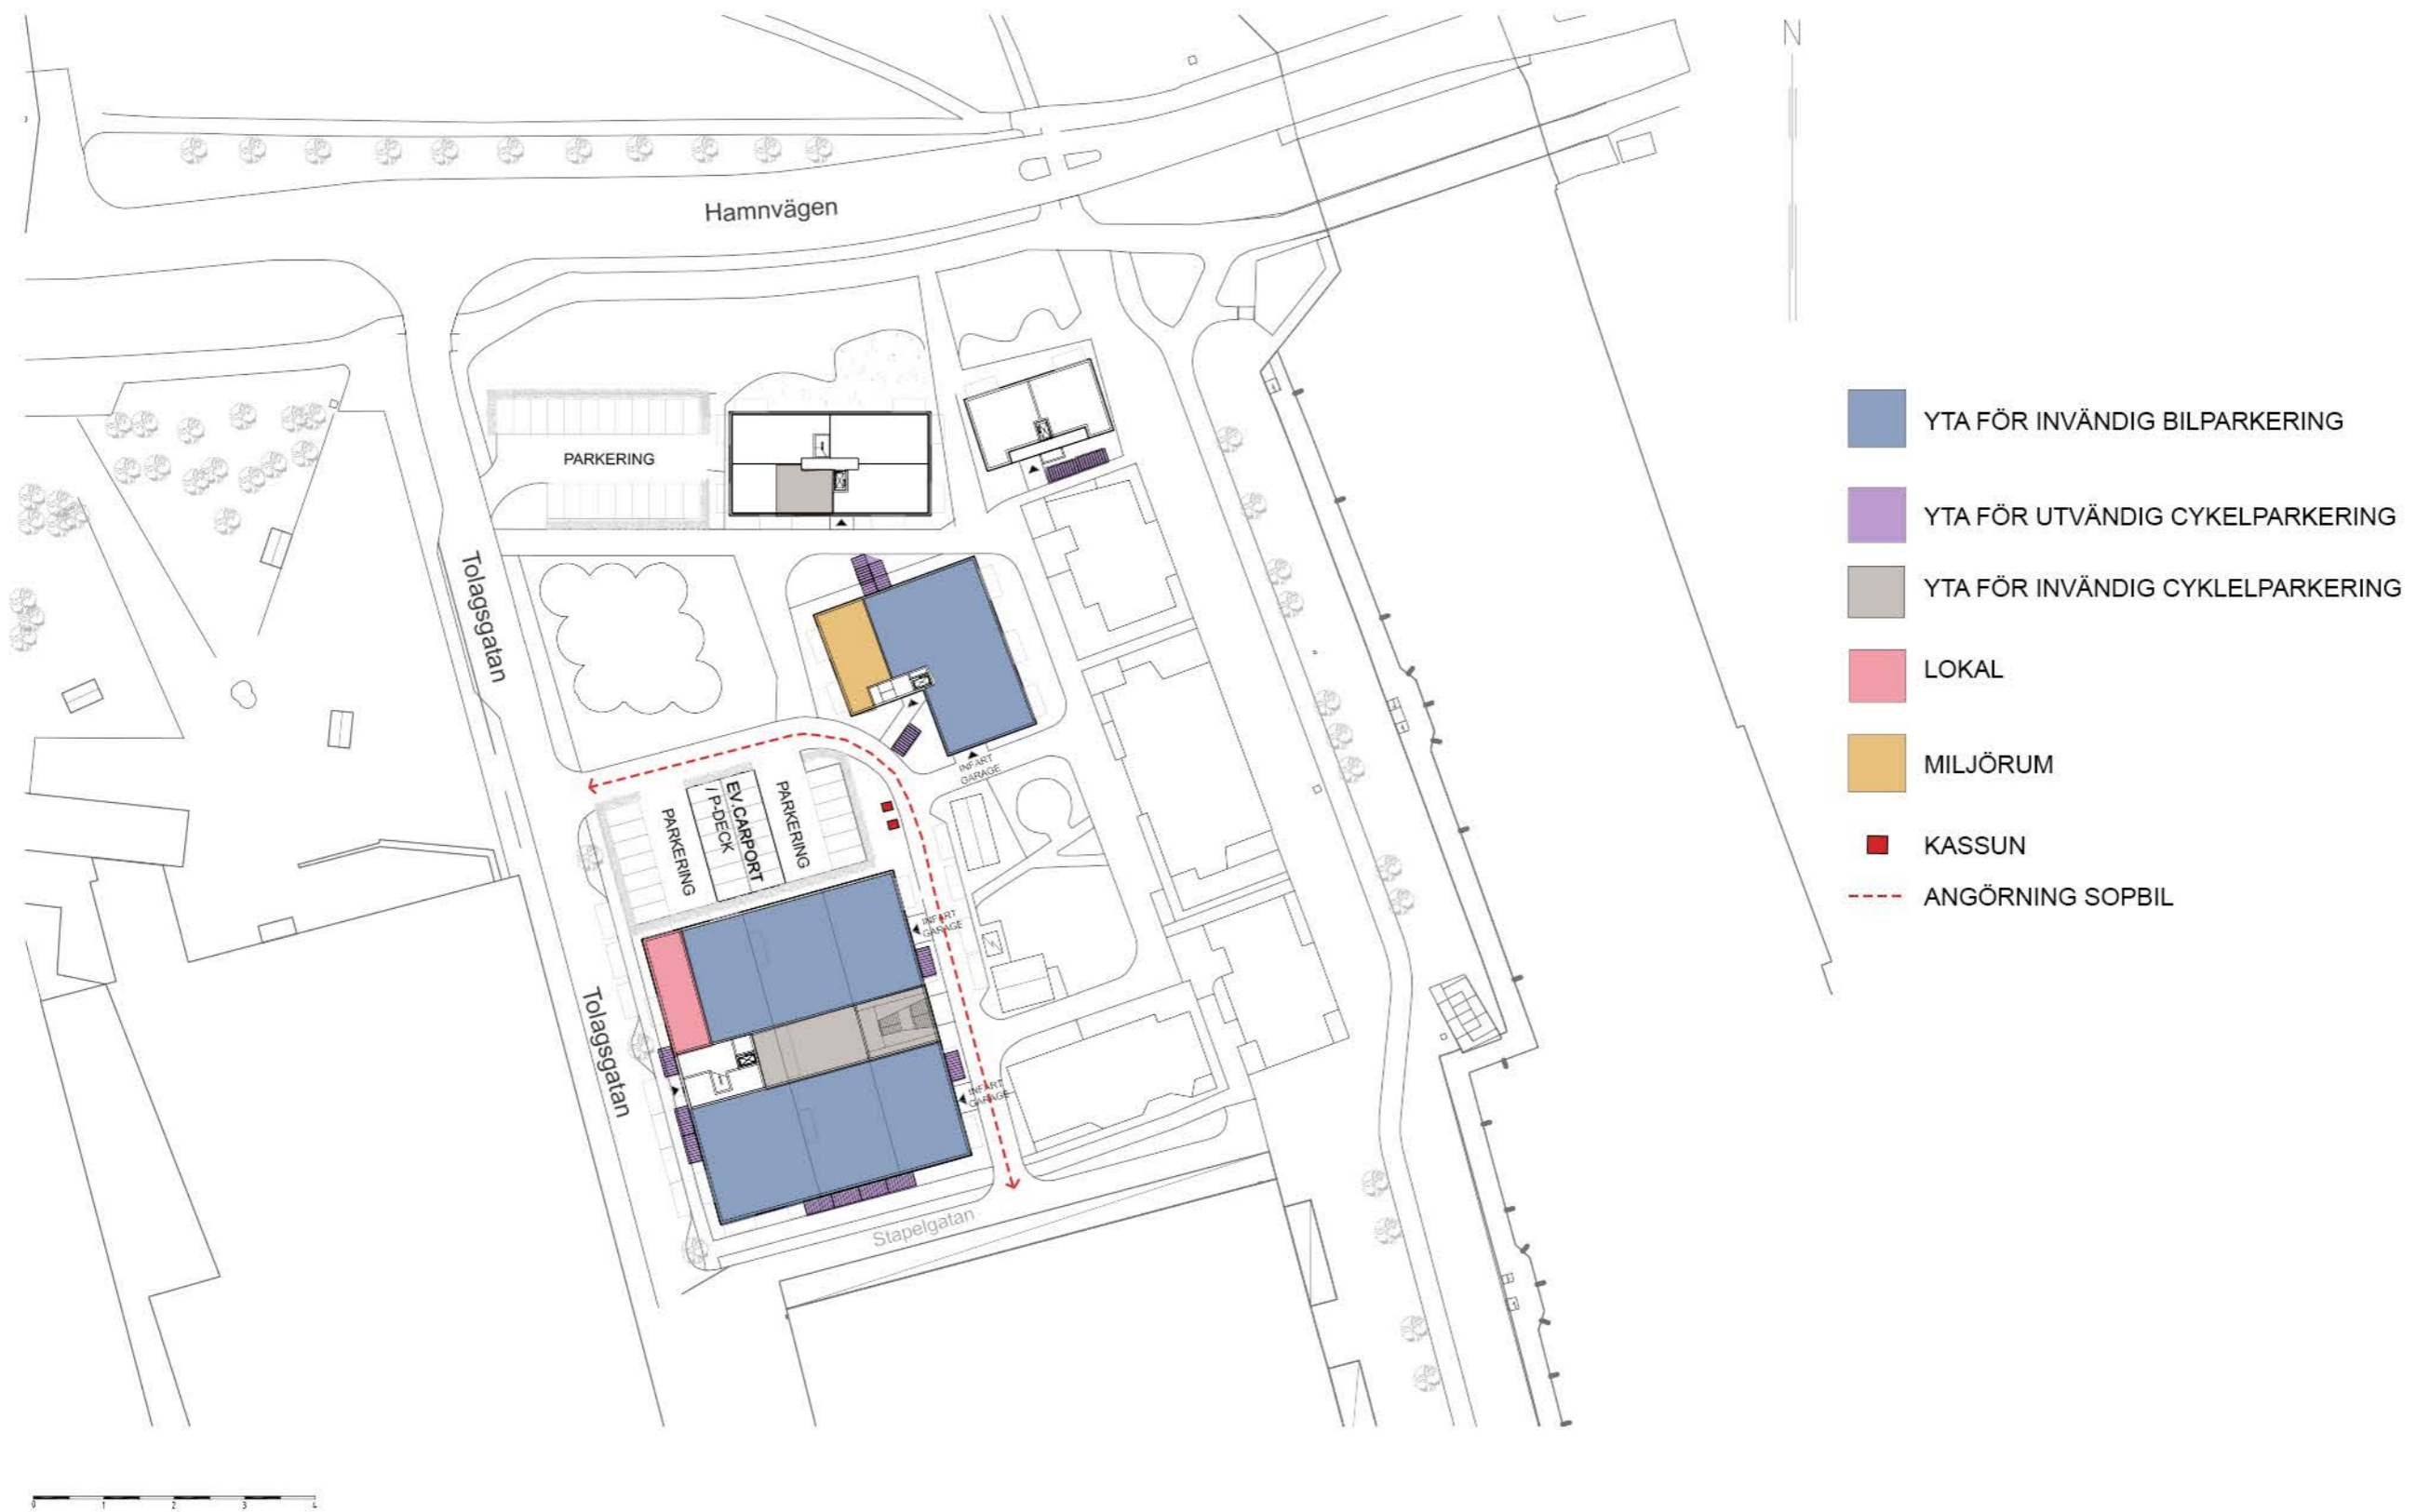 N
Hamnvägen
PARKERING
Tolagsgatan
INFART
GARAGE
PARKERING
EV.CARPORT
/ P-DECK
PARKERING
INFART
GARAGE
Tolagsgatan
INFART
GARAGE
Stapelgatan
YTA FÖR INVÄNDIG BILPARKERING
YTA FÖR UTVÄNDIG CYKELPARKERING
YTA FÖR INVÄNDIG CYKLELPARKERING
LOKAL
MILJÖRUM
KASSUN
ANGÖRNING SOPBIL
0 1 2 3 4